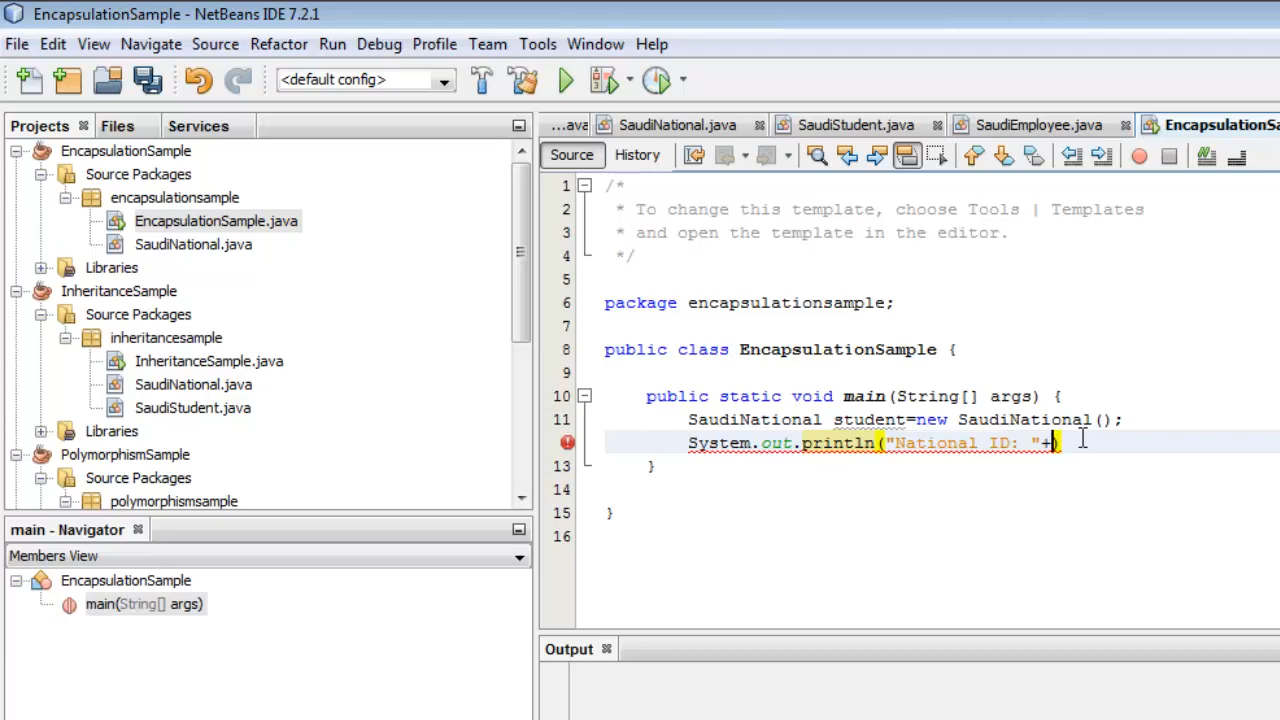 EncapsulationSample - NetBeans IDE 7.2.1
File Edit View Navigate Source Refactor Run Debug Profile Team Tools Window Help
<default config>
Projects Files Services
...ava SaudiNational.java SaudiStudent.java SaudiEmployee.java EncapsulationSa
Source History
EncapsulationSample
Source Packages
encapsulationsample
EncapsulationSample.java
SaudiNational.java
Libraries
InheritanceSample
Source Packages
inheritancesample
InheritanceSample.java
SaudiNational.java
SaudiStudent.java
Libraries
PolymorphismSample
Source Packages
polymorphismsample
main - Navigator
Members View
EncapsulationSample
main(String[] args)
1 /*
2 * To change this template, choose Tools | Templates
3 * and open the template in the editor.
4 */
5
6 package encapsulationsample;
7
8 public class EncapsulationSample {
9
10 public static void main(String[] args) {
11 SaudiNational student=new SaudiNational();
System.out.println("National ID: "+)
13 }
14
15 }
16
Output